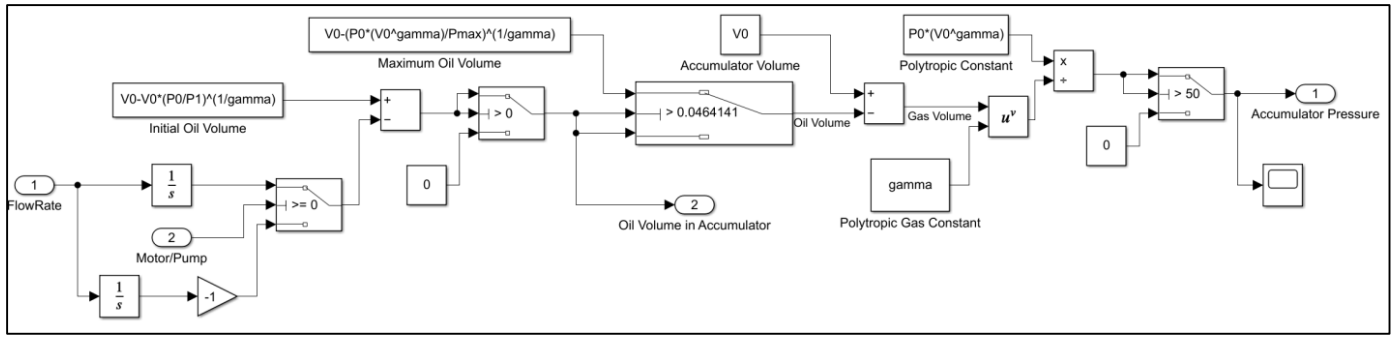 V0-(P0*(V0^gamma)/Pmax)^(1/gamma)
Maximum Oil Volume
V0
Accumulator Volume
P0*(V0^gamma)
Polytropic Constant
V0-V0*(P0/P1)^(1/gamma)
Initial Oil Volume
+
−
> 0
0
> 0.0464141
Oil Volume
+
−
Gas Volume
u^v
x
÷
> 50
0
1
Accumulator Pressure
gamma
Polytropic Gas Constant
2
Oil Volume in Accumulator
1
FlowRate
1
s
>= 0
2
Motor/Pump
1
s
-1